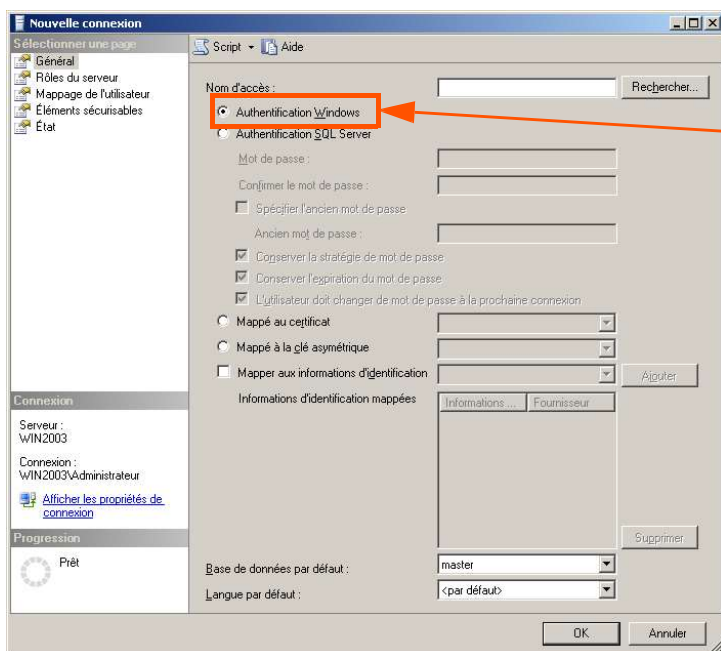 Nouvelle connexion
Sélectionner une page
Général
Rôles du serveur
Mappage de l'utilisateur
Éléments sécurisables
État
Script Aide
Nom d'accès :
Rechercher...
Authentification Windows
Authentification SQL Server
Mot de passe :
Confirmer le mot de passe :
Spécifier l'ancien mot de passe
Ancien mot de passe :
Conserver la stratégie de mot de passe
Conserver l'expiration du mot de passe
L'utilisateur doit changer de mot de passe à la prochaine connexion
Mappé au certificat
Mappé à la clé asymétrique
Mapper aux informations d'identification
Ajouter
Informations d'identification mappées
Informations ... Fournisseur
Supprimer
Connexion
Serveur :
WIN2003
Connexion :
WIN2003\Administrateur
Afficher les propriétés de
connexion
Progression
Prêt
Base de données par défaut : master
Langue par défaut : <par défaut>
OK Annuler